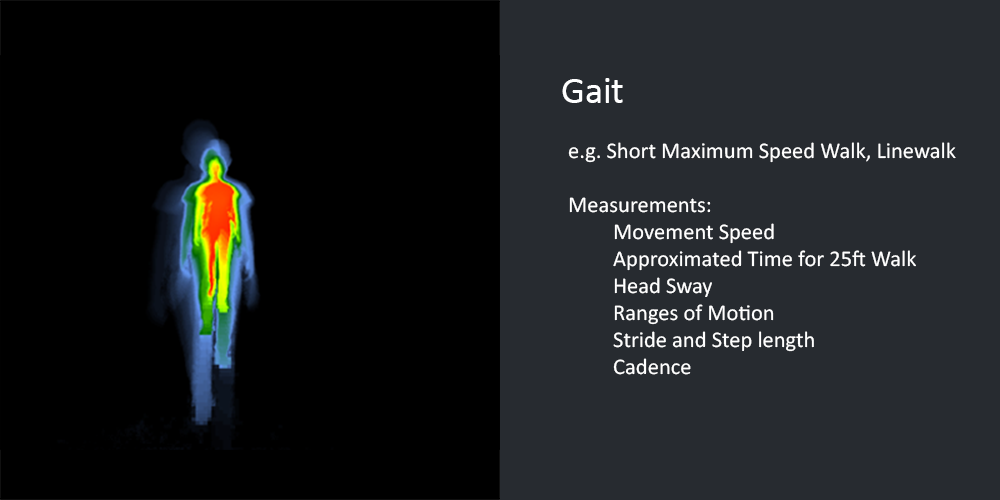 Gait
e.g. Short Maximum Speed Walk, Linewalk
Measurements:
Movement Speed
Approximated Time for 25ft Walk
Head Sway
Ranges of Motion
Stride and Step length
Cadence